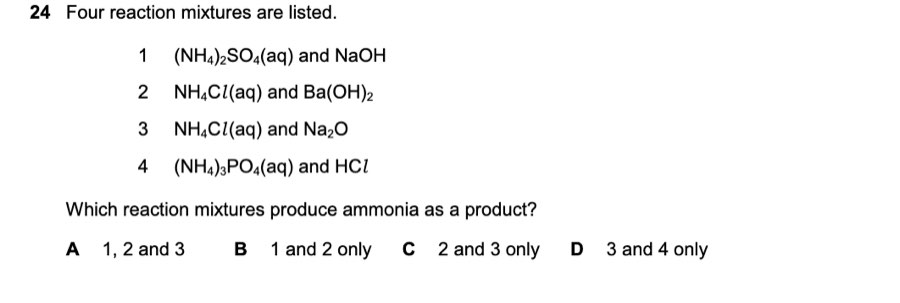 24 Four reaction mixtures are listed.
1 (NH₄)₂SO₄(aq) and NaOH
2 NH₄Cl(aq) and Ba(OH)₂
3 NH₄Cl(aq) and Na₂O
4 (NH₄)₃PO₄(aq) and HCl
Which reaction mixtures produce ammonia as a product?
A 1, 2 and 3 B 1 and 2 only C 2 and 3 only D 3 and 4 only